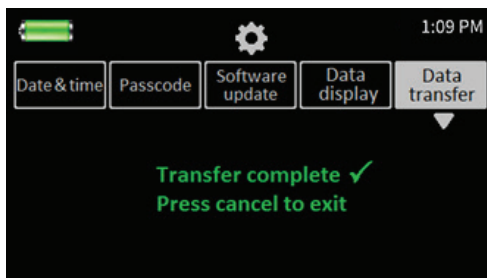 1:09 PM
Date & time
Passcode
Software
update
Data
display
Data
transfer
Transfer complete ✓
Press cancel to exit